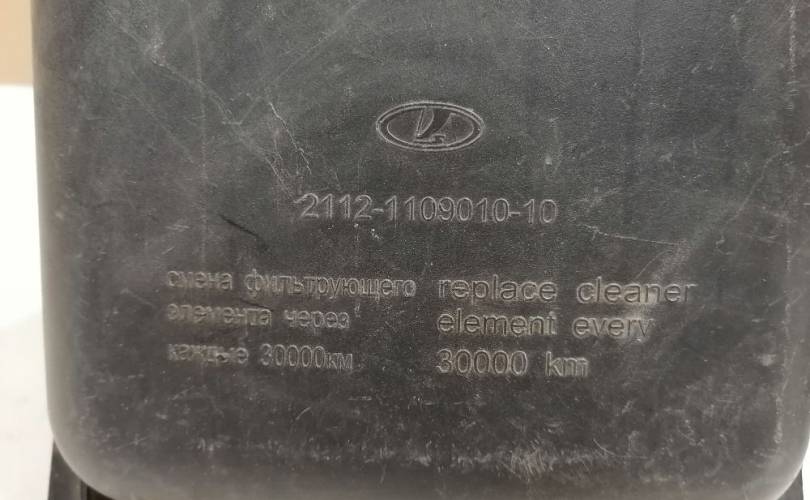 2112-1109010-10
смена фильтрующего
элемента через
каждые 30000км
replace cleaner
element every
30000 km